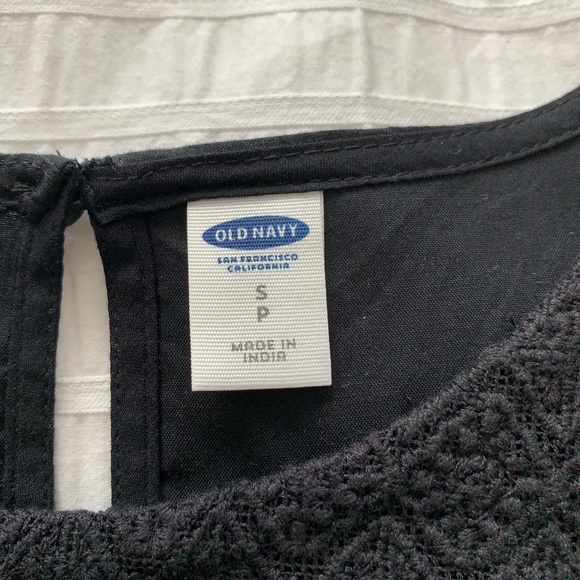 OLD NAVY
SAN FRANCISCO
CALIFORNIA
S
P
MADE IN
INDIA